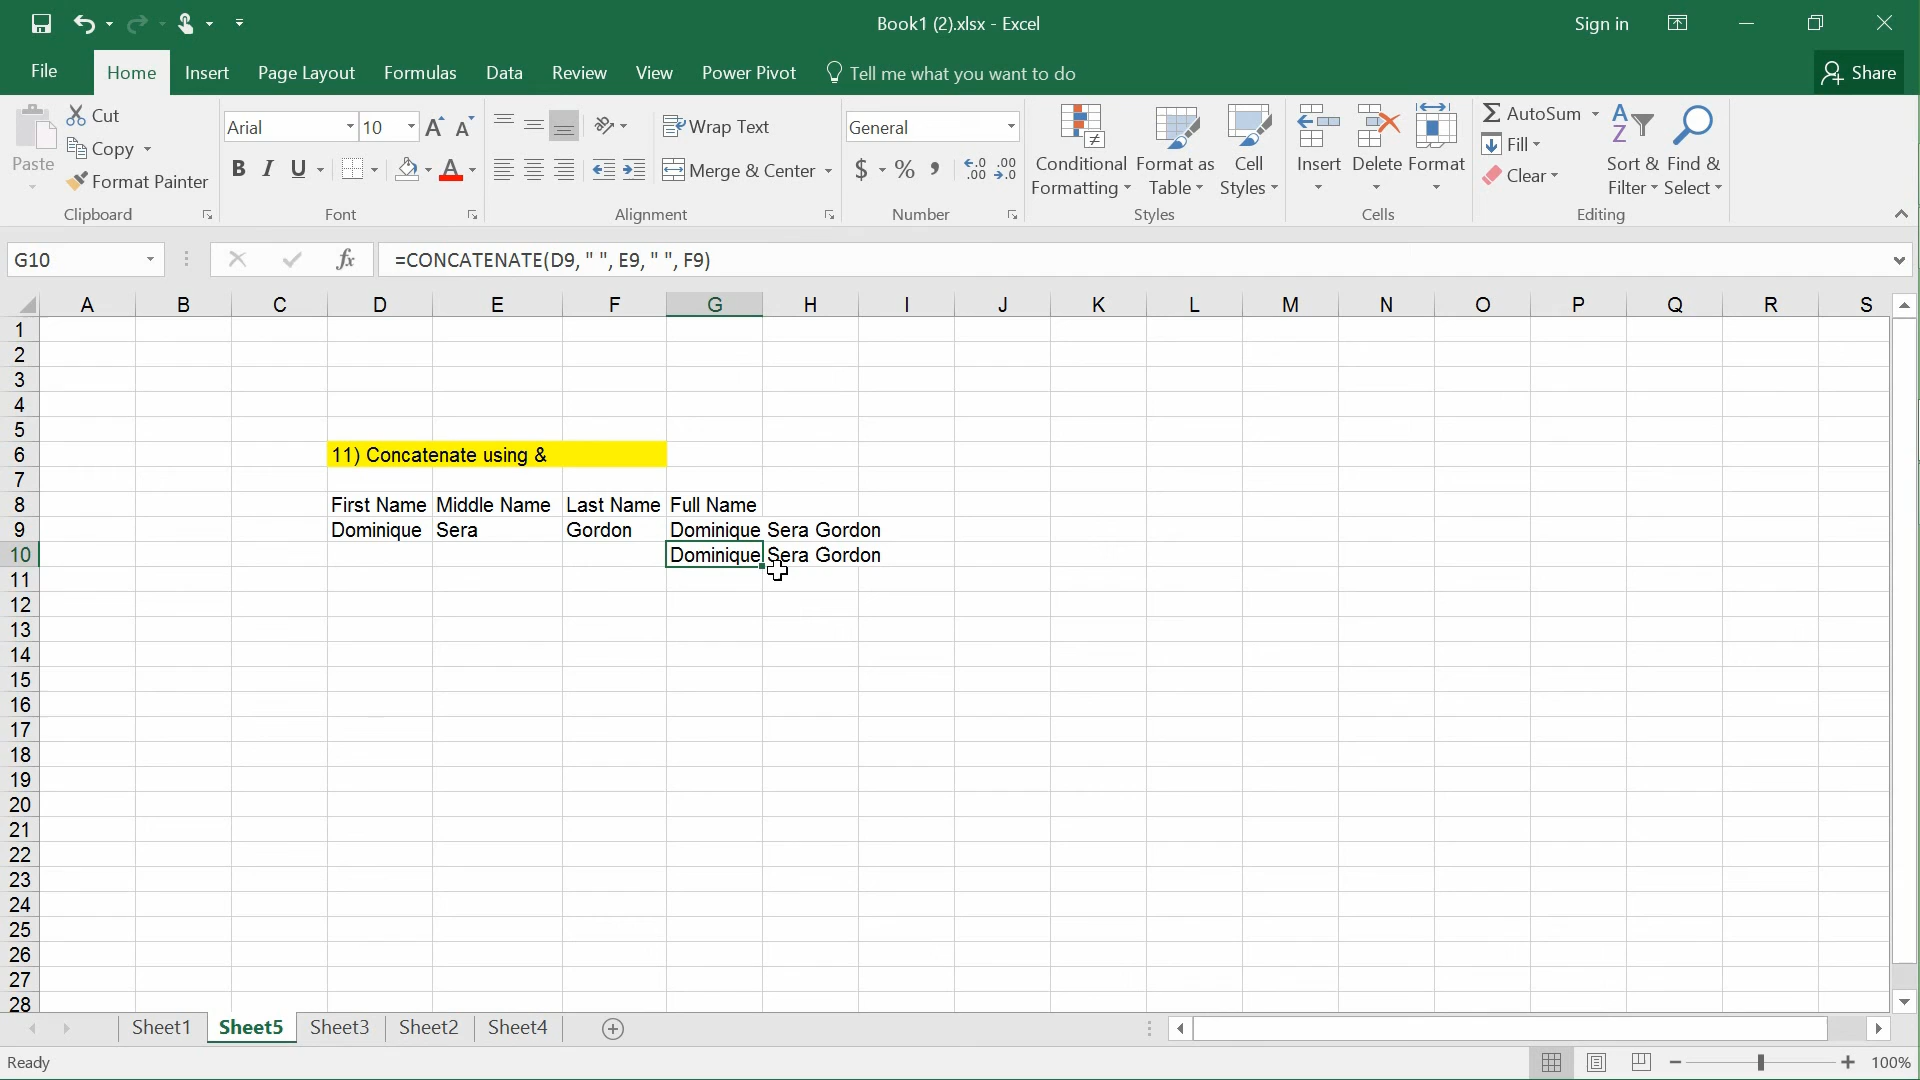 Book1 (2).xlsx - Excel
Sign in
File Home Insert Page Layout Formulas Data Review View Power Pivot Tell me what you want to do Share
Paste
Cut
Copy
Format Painter
Clipboard
Arial 10
B I U
Font
Wrap Text
Merge & Center
Alignment
General
$ % ,
Number
Conditional Formatting
Format as Table
Cell Styles
Styles
Insert Delete Format
Cells
AutoSum
Fill
Clear
Sort & Filter
Find & Select
Editing
G10 fx =CONCATENATE(D9, " ", E9, " ", F9)
A B C D E F G H I J K L M N O P Q R S
1
2
3
4
5
6 11) Concatenate using &
7
8 First Name Middle Name Last Name Full Name
9 Dominique Sera Gordon Dominique Sera Gordon
10 Dominique Sera Gordon
11
12
13
14
15
16
17
18
19
20
21
22
23
24
25
26
27
28
Sheet1 Sheet5 Sheet3 Sheet2 Sheet4
Ready 100%